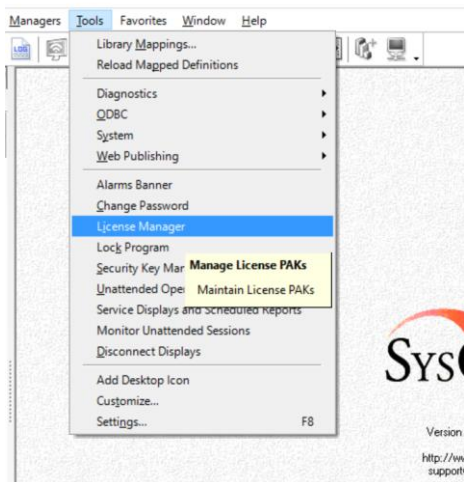 Managers Tools Favorites Window Help
LOG
Library Mappings...
Reload Mapped Definitions
Diagnostics
ODBC
System
Web Publishing
Alarms Banner
Change Password
License Manager
Lock Program
Security Key Mar
Manage License PAKs
Unattended Ope
Maintain License PAKs
Service Displays and Scheduled Reports
Monitor Unattended Sessions
Disconnect Displays
Add Desktop Icon
Customize...
Settings... F8
Sys
Version
http://w
support